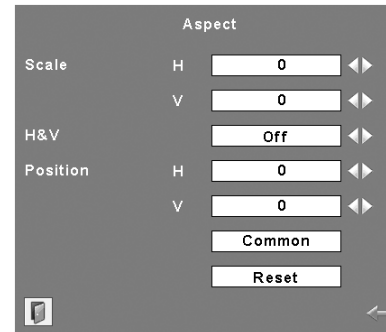 Aspect
Scale H 0
V 0
H&V Off
Position H 0
V 0
Common
Reset